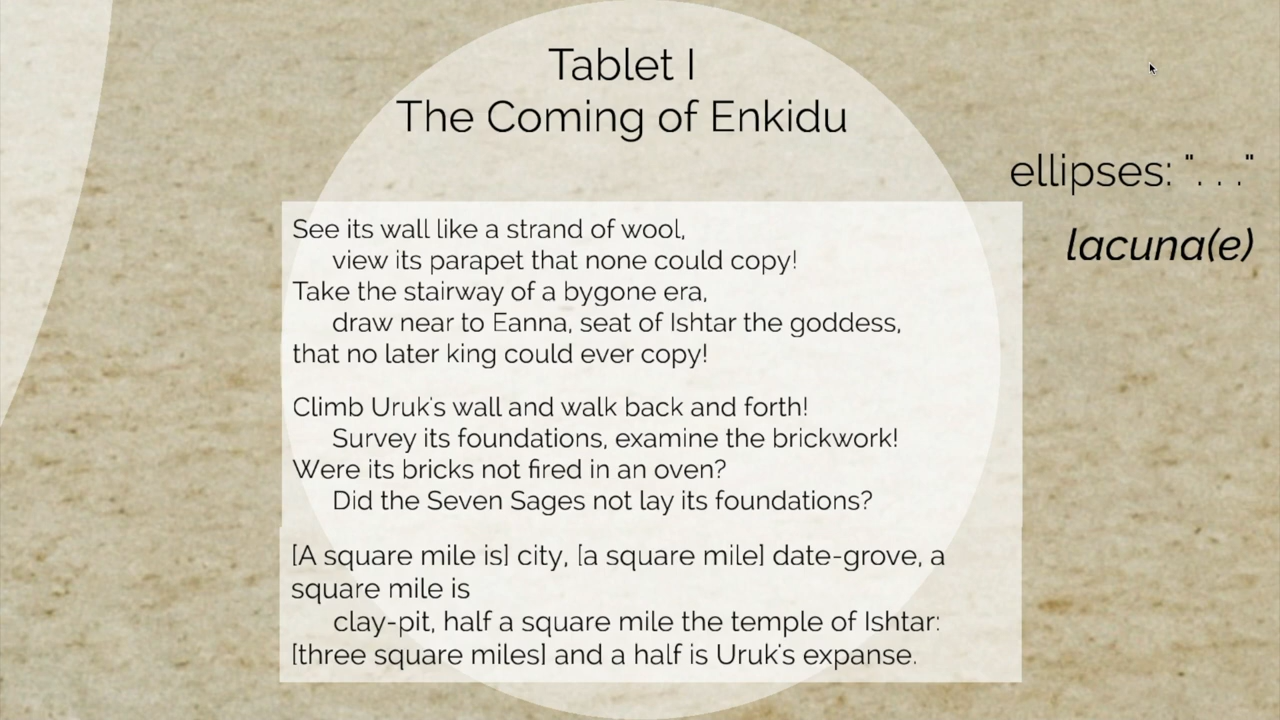 Tablet I
The Coming of Enkidu
ellipses: ". . ."
lacuna(e)
See its wall like a strand of wool,
view its parapet that none could copy!
Take the stairway of a bygone era,
draw near to Eanna, seat of Ishtar the goddess,
that no later king could ever copy!
Climb Uruk's wall and walk back and forth!
Survey its foundations, examine the brickwork!
Were its bricks not fired in an oven?
Did the Seven Sages not lay its foundations?
[A square mile is] city, [a square mile] date-grove, a
square mile is
clay-pit, half a square mile the temple of Ishtar:
[three square miles] and a half is Uruk's expanse.